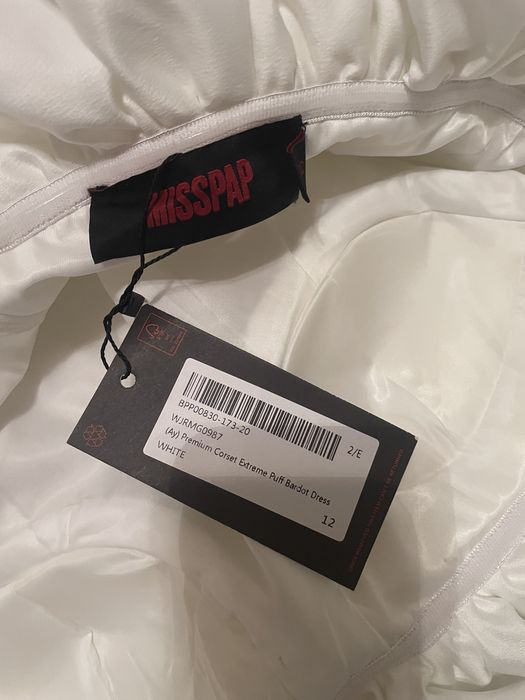 MISSPAP
BPP00830-173-20
WJRMG0987
2/E
(Ay) Premium Corset Extreme Puff Bardot Dress
WHITE
12